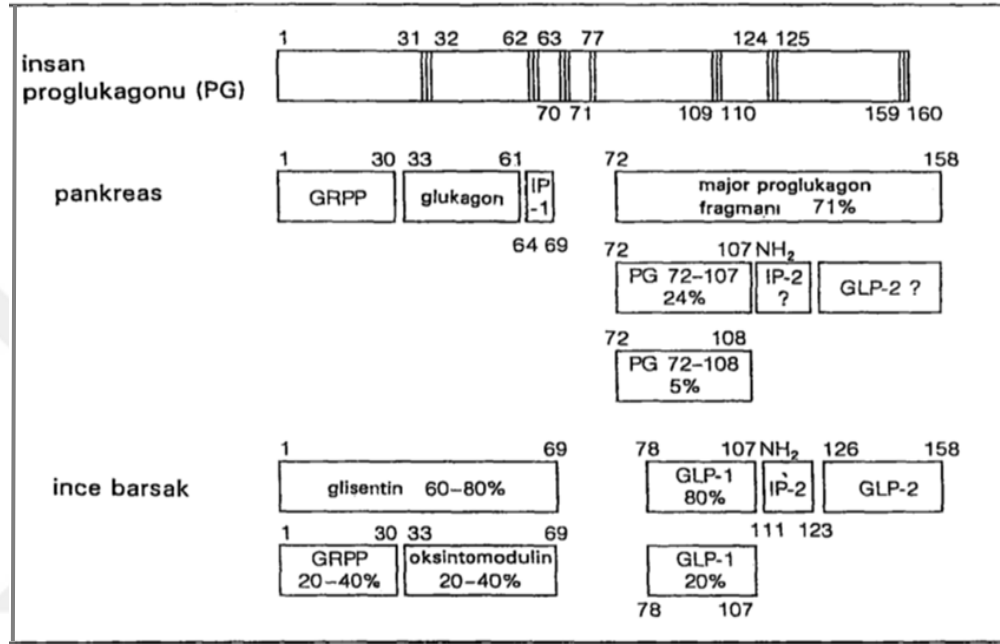 1 31 32 62 63 77 124 125
insan
proglukagonu (PG)
70 71 109 110 159 160
1 30 33 61 72 158
pankreas
GRPP
glukagon
IP
-1
major proglukagon
fragmanı 71%
64 69
72 107 NH₂
PG 72–107
24%
IP-2
?
GLP-2 ?
72 108
PG 72–108
5%
1 69 78 107 NH₂ 126 158
ince barsak
glisentin 60–80%
GLP-1
80%
IP-2
GLP-2
111 123
1 30 33 69
GRPP
20–40%
oksintomodulin
20–40%
GLP-1
20%
78 107